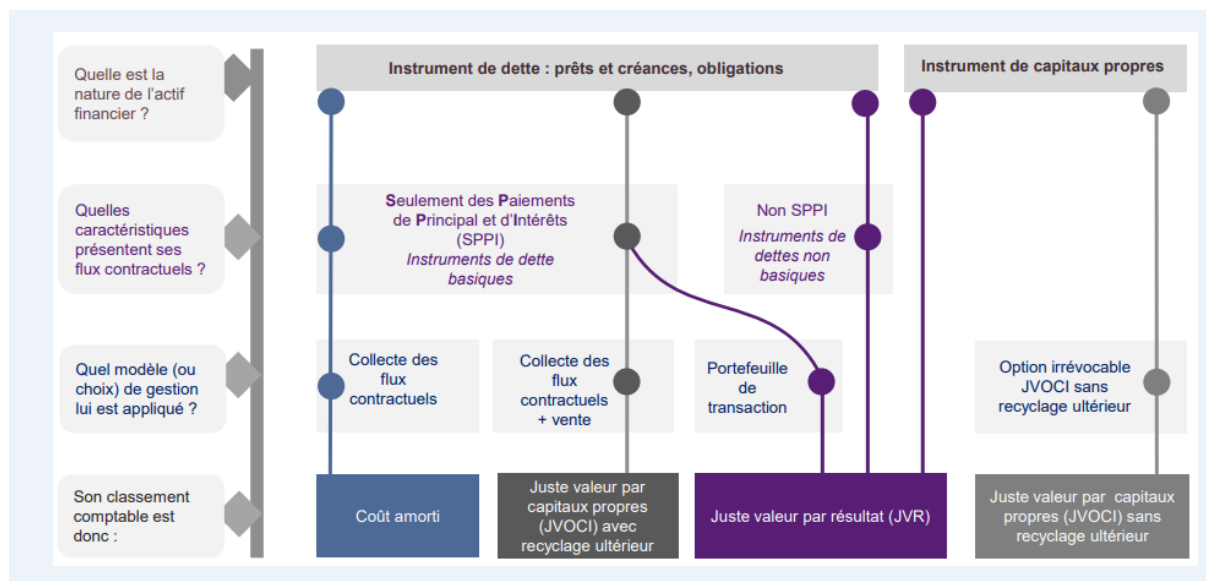 Quelle est la
nature de l'actif
financier ?
Instrument de dette : prêts et créances, obligations
Instrument de capitaux propres
Quelles
caractéristiques
présentent ses
flux contractuels ?
Seulement des Paiements
de Principal et d'Intérêts
(SPPI)
Instruments de dette
basiques
Non SPPI
Instruments de
dettes non
basiques
Quel modèle (ou
choix) de gestion
lui est appliqué ?
Collecte des
flux
contractuels
Collecte des
flux
contractuels
+ vente
Portefeuille
de
transaction
Option irrévocable
JVOCI sans
recyclage ultérieur
Son classement
comptable est
donc :
Coût amorti
Juste valeur par
capitaux propres
(JVOCI) avec
recyclage ultérieur
Juste valeur par résultat (JVR)
Juste valeur par capitaux
propres (JVOCI) sans
recyclage ultérieur